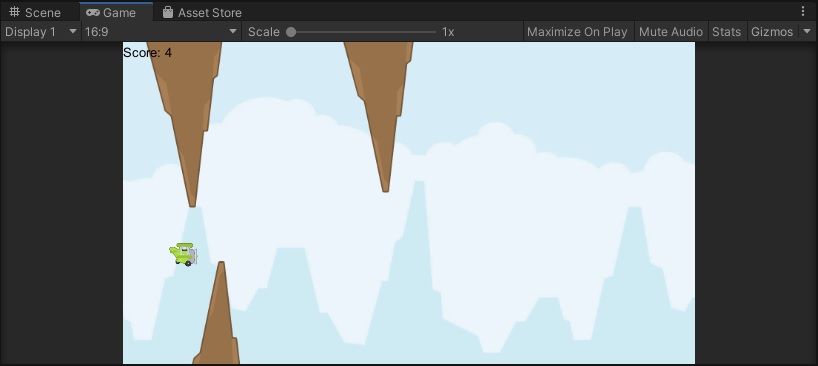 Scene Game Asset Store
Display 1 16:9 Scale 1x Maximize On Play Mute Audio Stats Gizmos
Score: 4